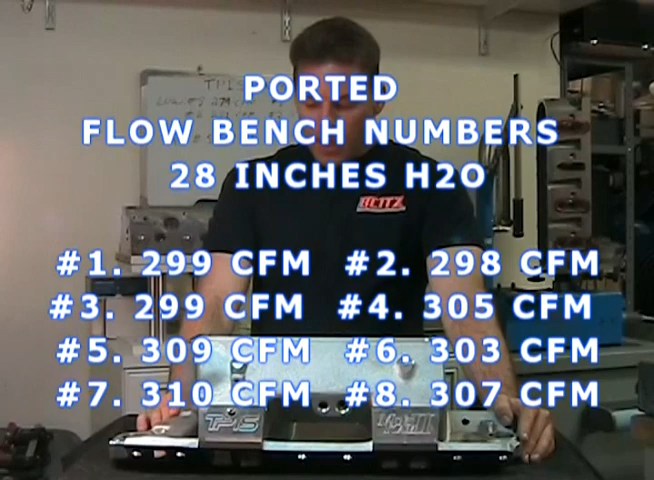 PORTED
FLOW BENCH NUMBERS
28 INCHES H2O
#1. 299 CFM #2. 298 CFM
#3. 299 CFM #4. 305 CFM
#5. 309 CFM #6. 303 CFM
#7. 310 CFM #8. 307 CFM